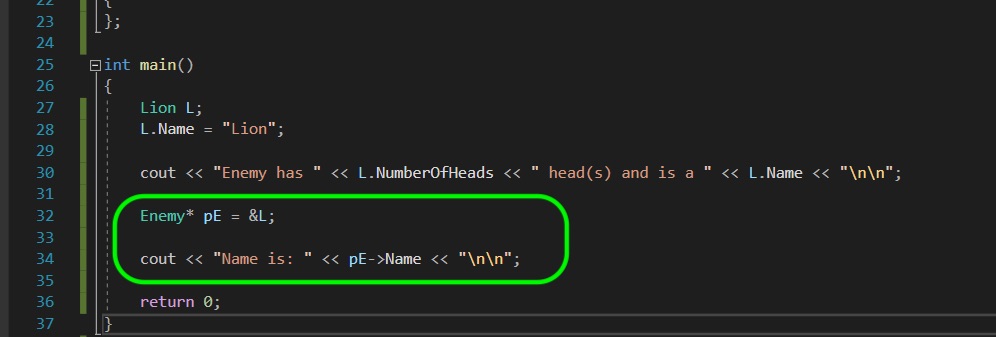 22 {
23 };
24
25 int main()
26 {
27 Lion L;
28 L.Name = "Lion";
29
30 cout << "Enemy has " << L.NumberOfHeads << " head(s) and is a " << L.Name << "\n\n";
31
32 Enemy* pE = &L;
33
34 cout << "Name is: " << pE->Name << "\n\n";
35
36 return 0;
37 }